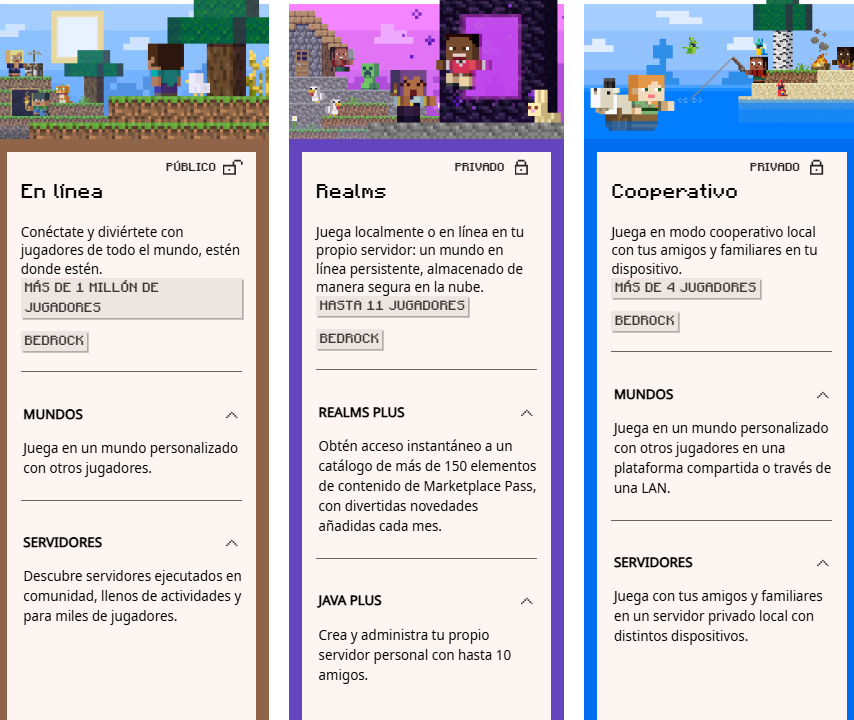 PÚBLICO
En línea
Conéctate y diviértete con
jugadores de todo el mundo, estén
donde estén.
MÁS DE 1 MILLÓN DE
JUGADORES
BEDROCK
MUNDOS
Juega en un mundo personalizado
con otros jugadores.
SERVIDORES
Descubre servidores ejecutados en
comunidad, llenos de actividades y
para miles de jugadores.
PRIVADO
Realms
Juega localmente o en línea en tu
propio servidor: un mundo en
línea persistente, almacenado de
manera segura en la nube.
HASTA 11 JUGADORES
BEDROCK
REALMS PLUS
Obtén acceso instantáneo a un
catálogo de más de 150 elementos
de contenido de Marketplace Pass,
con divertidas novedades
añadidas cada mes.
JAVA PLUS
Crea y administra tu propio
servidor personal con hasta 10
amigos.
PRIVADO
Cooperativo
Juega en modo cooperativo local
con tus amigos y familiares en tu
dispositivo.
MÁS DE 4 JUGADORES
BEDROCK
MUNDOS
Juega en un mundo personalizado
con otros jugadores en una
plataforma compartida o través de
una LAN.
SERVIDORES
Juega con tus amigos y familiares
en un servidor privado local con
distintos dispositivos.